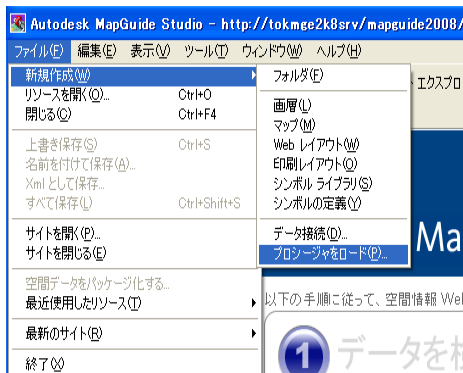 Autodesk MapGuide Studio - http://tokmge2k8srv/mapguide2008/
ファイル(F) 編集(E) 表示(V) ツール(T) ウィンドウ(W) ヘルプ(H)
新規作成(W)
リソースを開く(O)... Ctrl+O
閉じる(C) Ctrl+F4
上書き保存(S) Ctrl+S
名前を付けて保存(A)...
Xml として保存...
すべて保存(L) Ctrl+Shift+S
サイトを開く(P)...
サイトを閉じる(E)
空間データをパッケージ化する...
最近使用したリソース(T)
最新のサイト(R)
終了(X)
フォルダ(F)
画層(L)
マップ(M)
Web レイアウト(W)
印刷レイアウト(O)
シンボル ライブラリ(S)
シンボルの定義(Y)
データ接続(D)...
プロシージャをロード(P)...
エクスプロ
Ma
以下の手順に従って、空間情報 We
1 データを